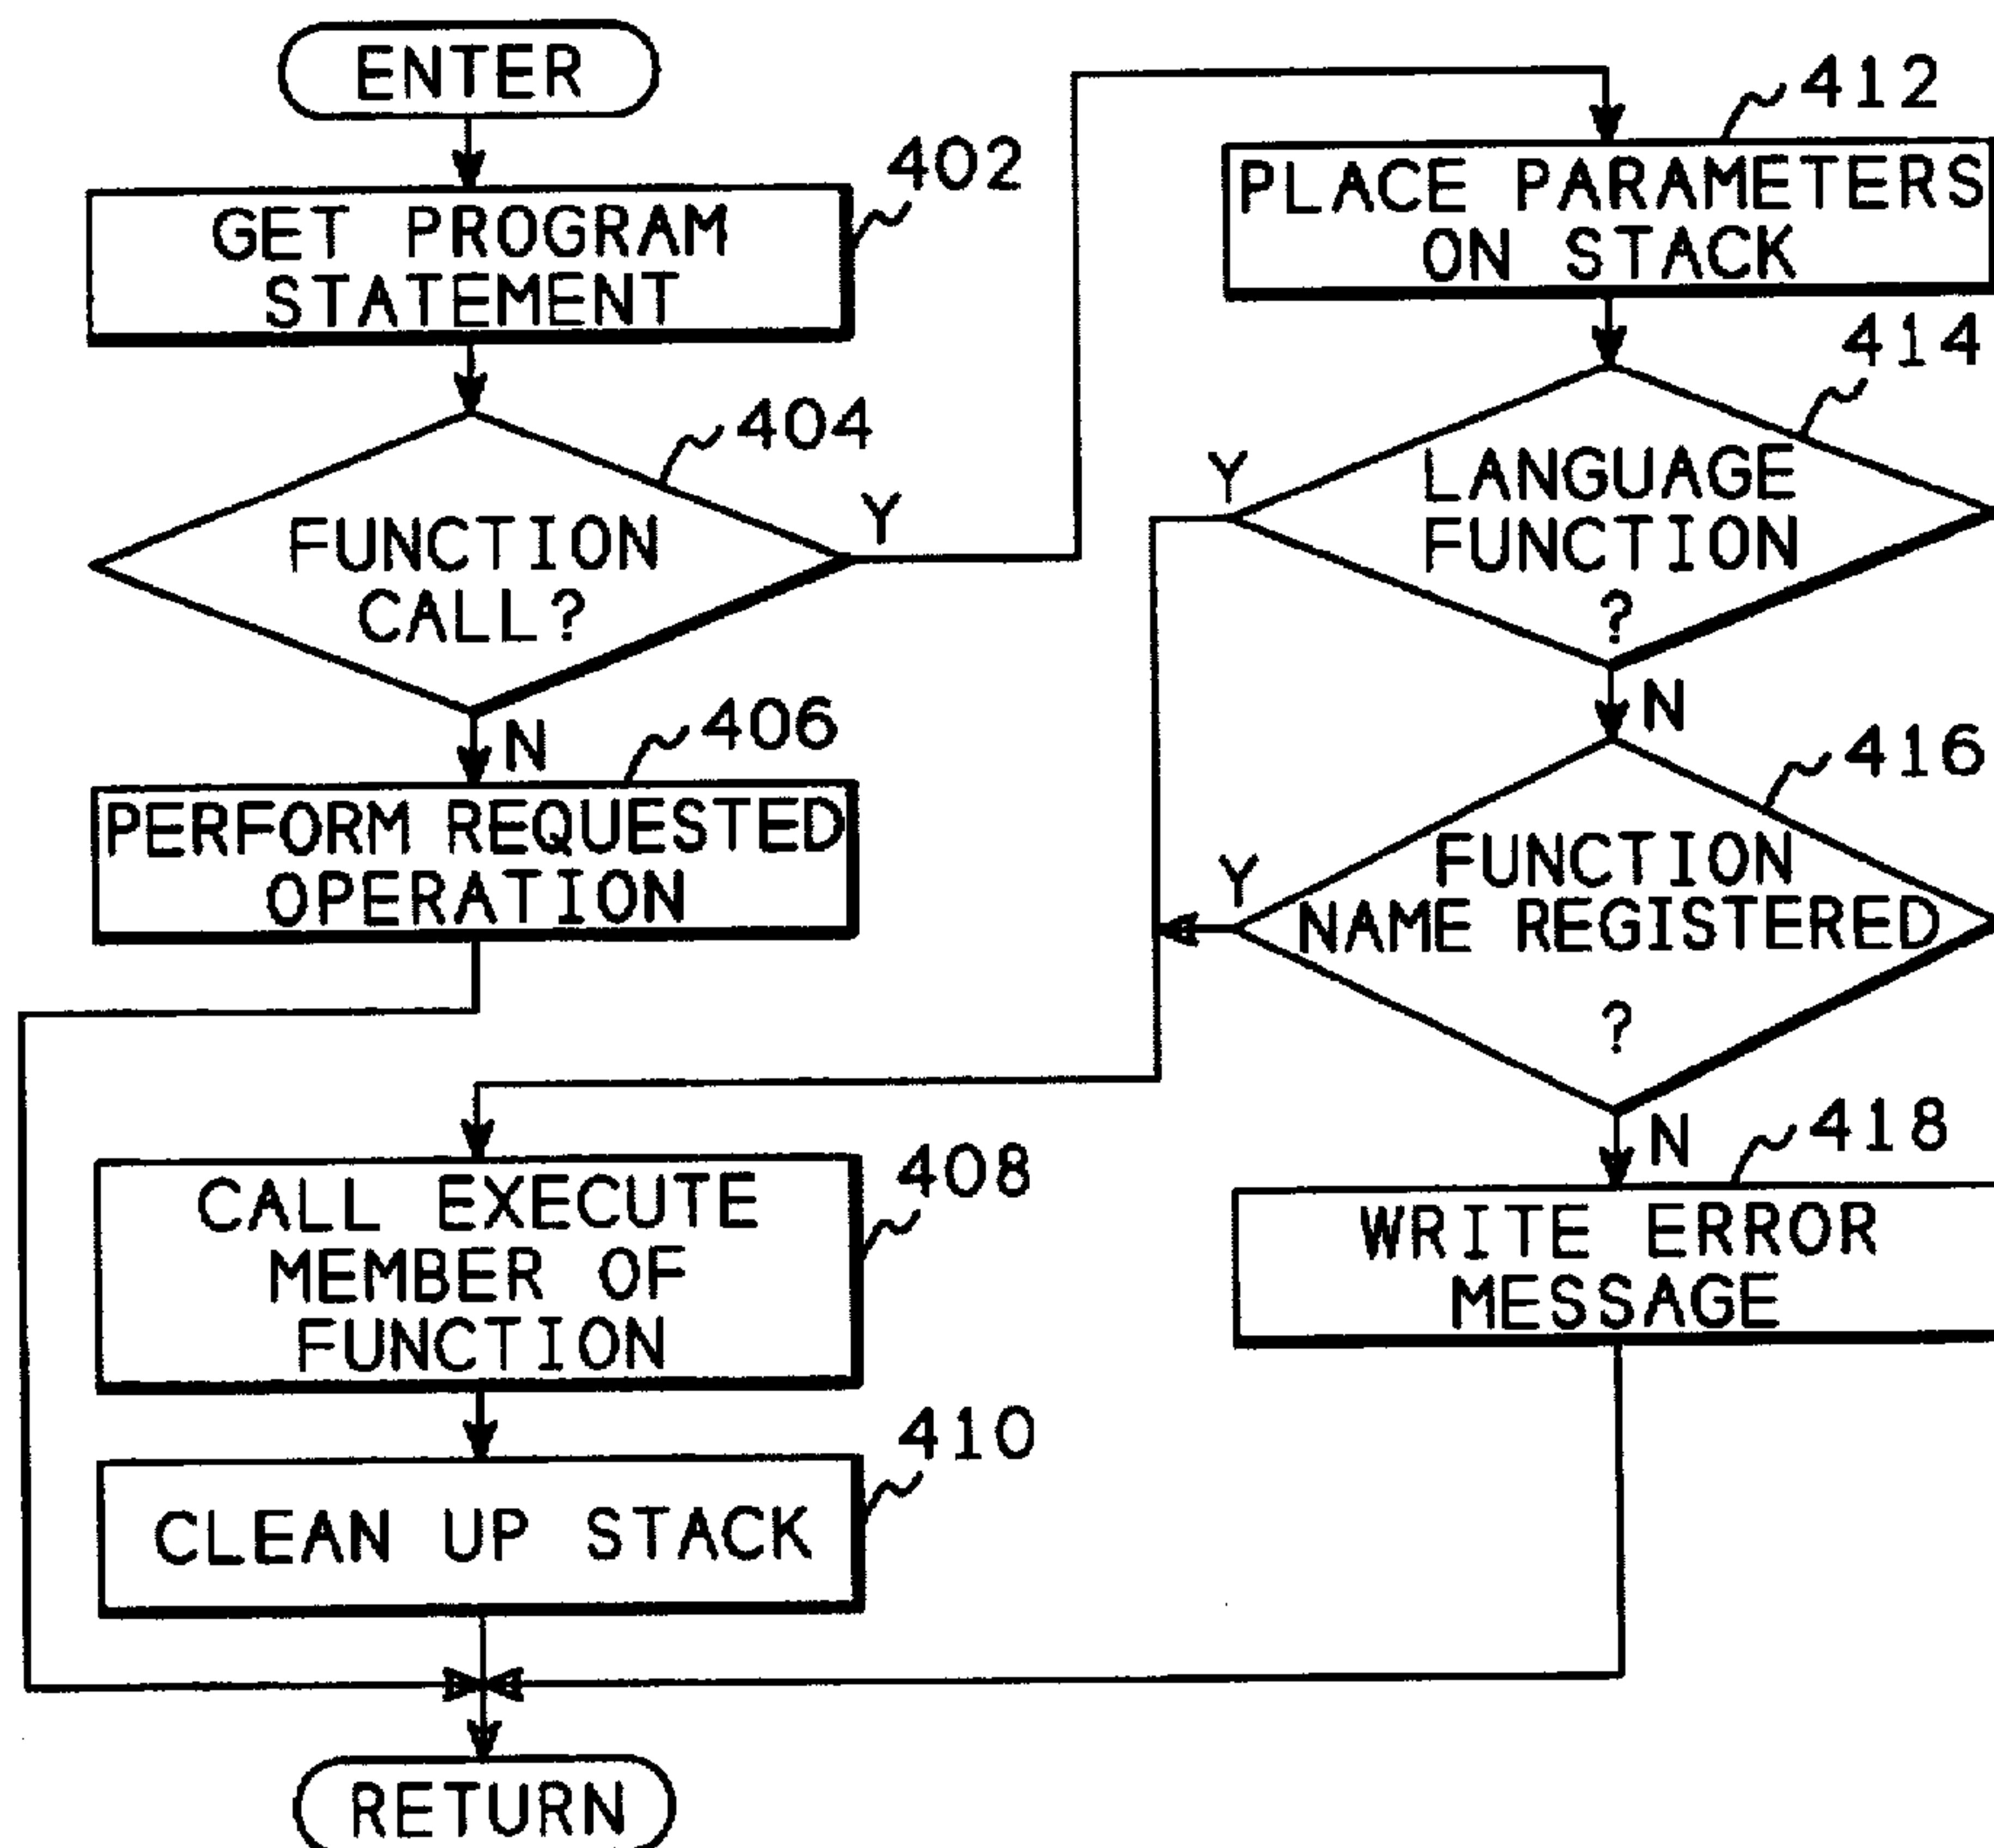 ENTER
402
GET PROGRAM
STATEMENT
404
FUNCTION
CALL?
Y
N
406
PERFORM REQUESTED
OPERATION
408
CALL EXECUTE
MEMBER OF
FUNCTION
410
CLEAN UP STACK
RETURN
412
PLACE PARAMETERS
ON STACK
414
Y
LANGUAGE
FUNCTION
?
N
416
Y
FUNCTION
NAME REGISTERED
?
N
418
WRITE ERROR
MESSAGE